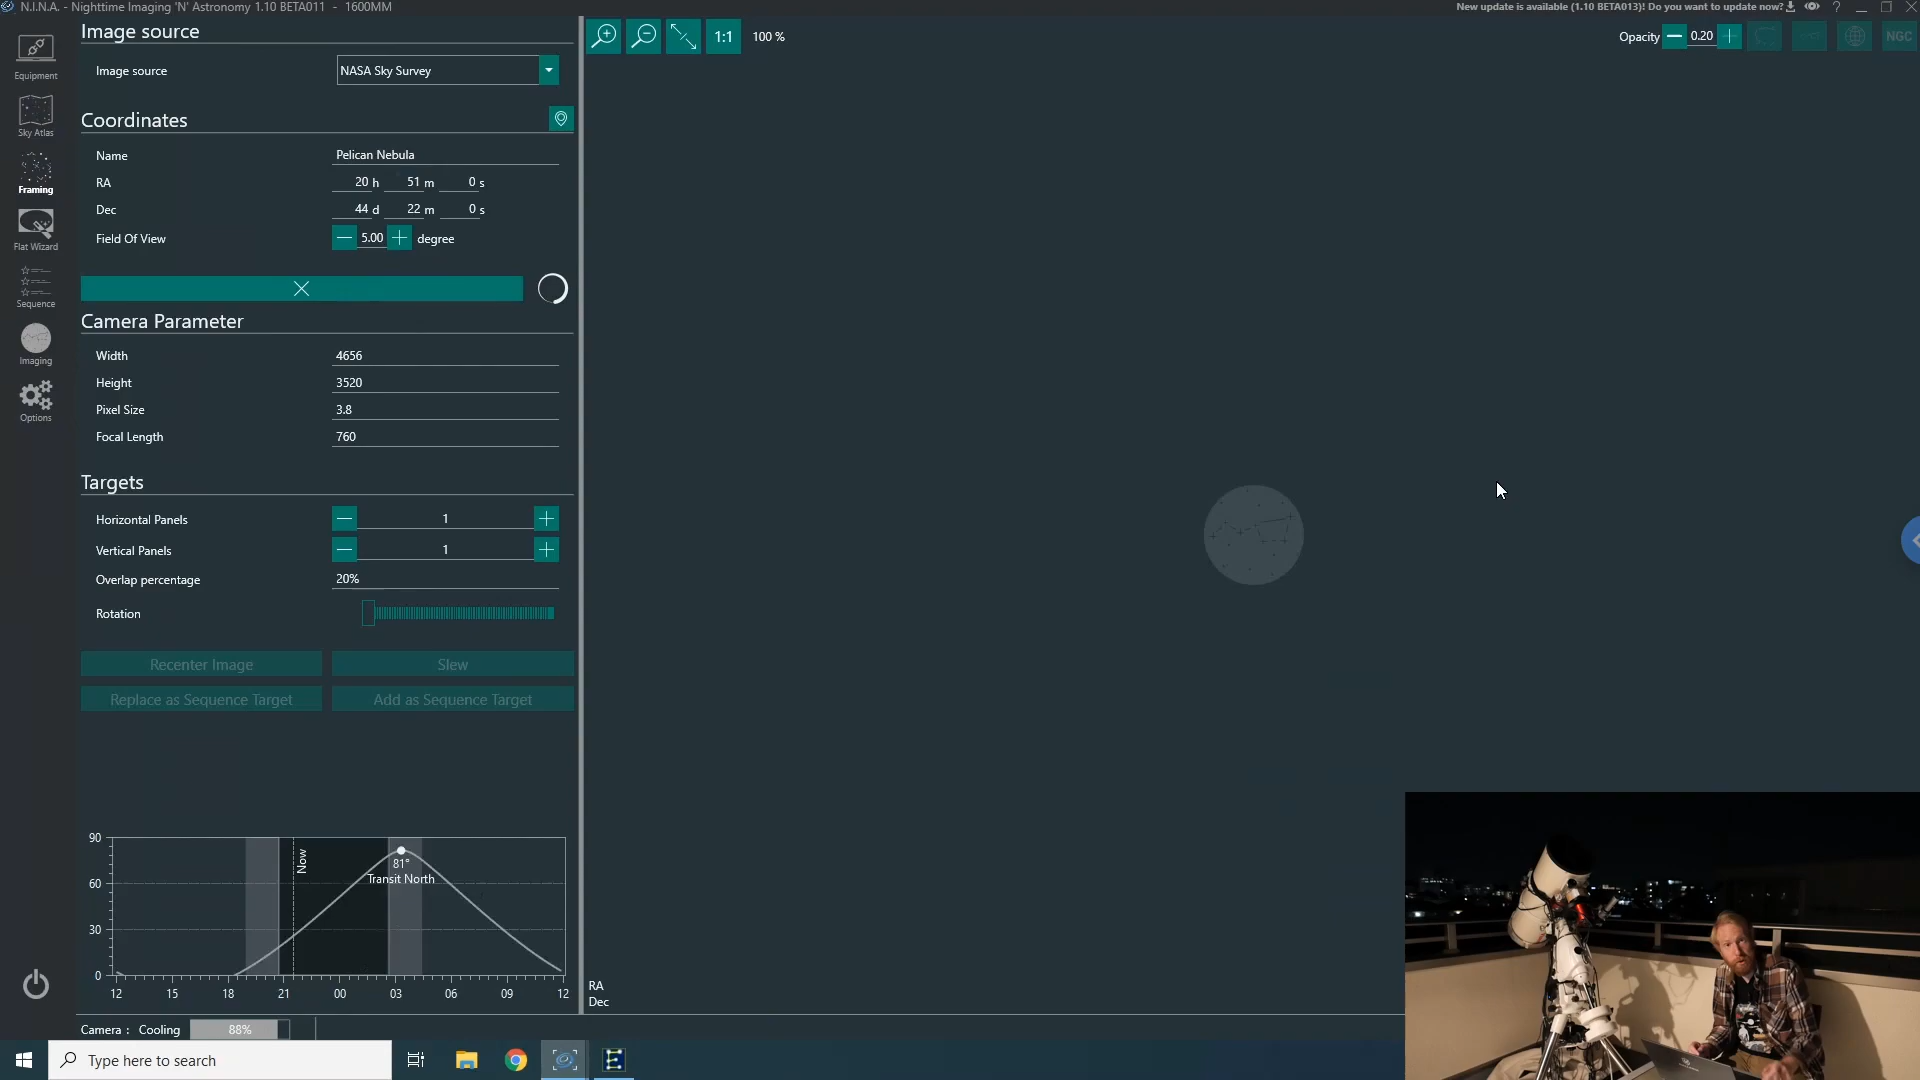 N.I.N.A. - Nighttime Imaging 'N' Astronomy 1.10 BETA011 - 1600MM
New update is available (1.10 BETA013)! Do you want to update now?
Equipment
Sky Atlas
Framing
Flat Wizard
Sequence
Imaging
Options
Image source
Image source NASA Sky Survey
Coordinates
Name Pelican Nebula
RA 20 h 51 m 0 s
Dec 44 d 22 m 0 s
Field Of View 5.00 degree
Camera Parameter
Width 4656
Height 3520
Pixel Size 3.8
Focal Length 760
Targets
Horizontal Panels 1
Vertical Panels 1
Overlap percentage 20%
Rotation
Recenter Image Slew
Replace as Sequence Target Add as Sequence Target
90
60
30
0
Now
81°
Transit North
12 15 18 21 00 03 06 09 12
Camera : Cooling 88%
1:1 100 %
Opacity 0.20 NGC
RA
Dec
Type here to search